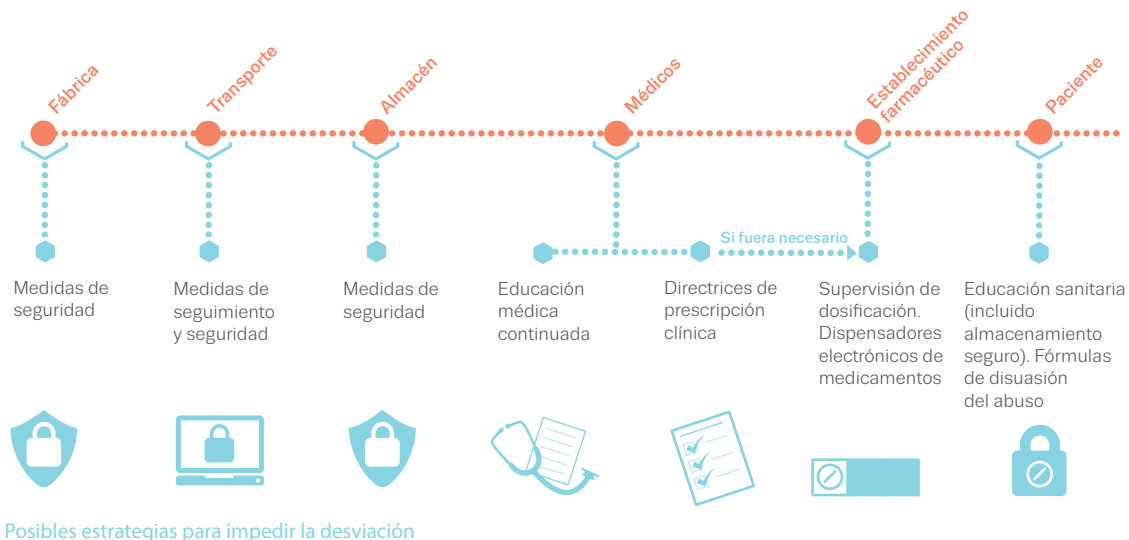 Fábrica
Transporte
Almacén
Médicos
Establecimiento
farmacéutico
Paciente
Si fuera necesario
Medidas de
seguridad
Medidas de
seguimiento
y seguridad
Medidas de
seguridad
Educación
médica
continuada
Directrices de
prescripción
clínica
Supervisión de
dosificación.
Dispensadores
electrónicos de
medicamentos
Educación sanitaria
(incluido
almacenamiento
seguro). Fórmulas
de disuasión
del abuso
Posibles estrategias para impedir la desviación